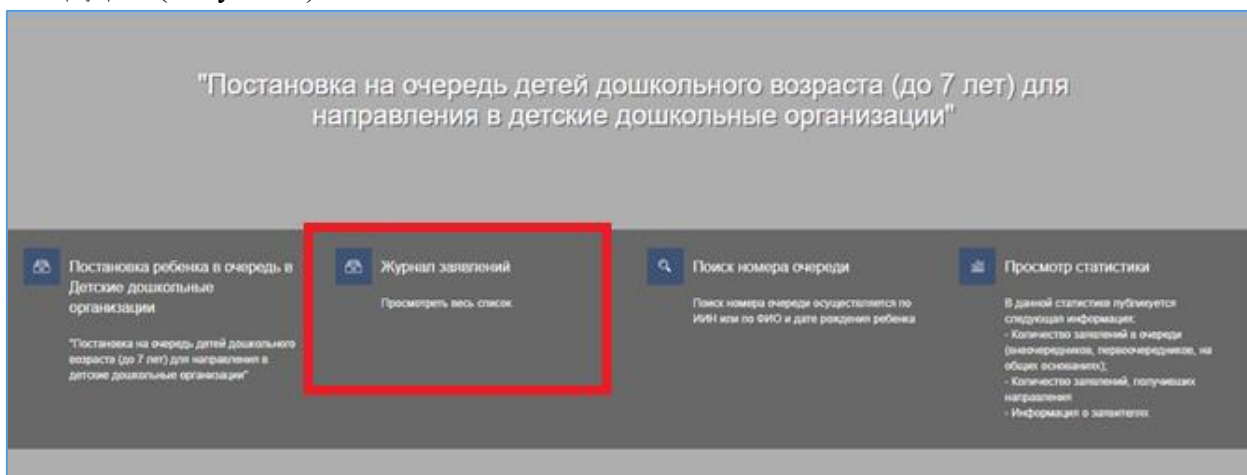 "Постановка на очередь детей дошкольного возраста (до 7 лет) для
направления в детские дошкольные организации"
Постановка ребенка в очередь в
Детские дошкольные
организации
"Постановка на очередь детей дошкольного
возраста (до 7 лет) для направления в
детские дошкольные организации"
Журнал заявлений
Просмотреть весь список
Поиск номера очереди
Поиск номера очереди осуществляется по
ИИН или по ФИО и дате рождения ребенка
Просмотр статистики
В данной статистике публикуется
следующая информация:
- Количество заявлений в очереди
(внеочередников, первоочередников, на
общих основаниях);
- Количество заявлений, получивших
направления
- Информация о заявителях